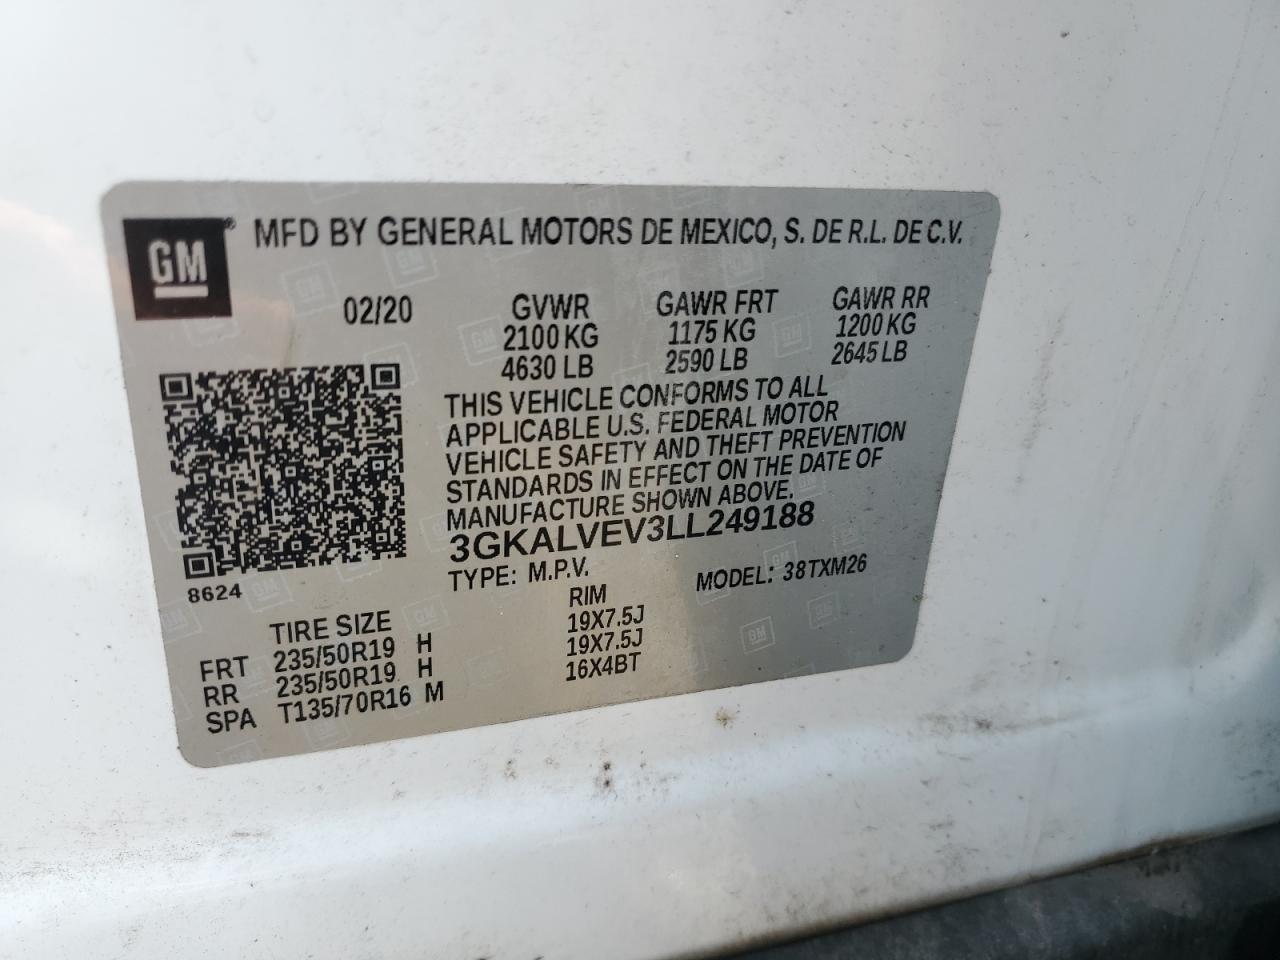 GM ® MFD BY GENERAL MOTORS DE MEXICO, S. DE R.L. DE C.V.
02/20 GVWR GAWR FRT GAWR RR
2100 KG 1175 KG 1200 KG
4630 LB 2590 LB 2645 LB
THIS VEHICLE CONFORMS TO ALL
APPLICABLE U.S. FEDERAL MOTOR
VEHICLE SAFETY AND THEFT PREVENTION
STANDARDS IN EFFECT ON THE DATE OF
MANUFACTURE SHOWN ABOVE.
3GKALVEV3LL249188
8624 TYPE: M.P.V. MODEL: 38TXM26
TIRE SIZE RIM
FRT 235/50R19 H 19X7.5J
RR 235/50R19 H 19X7.5J
SPA T135/70R16 M 16X4BT